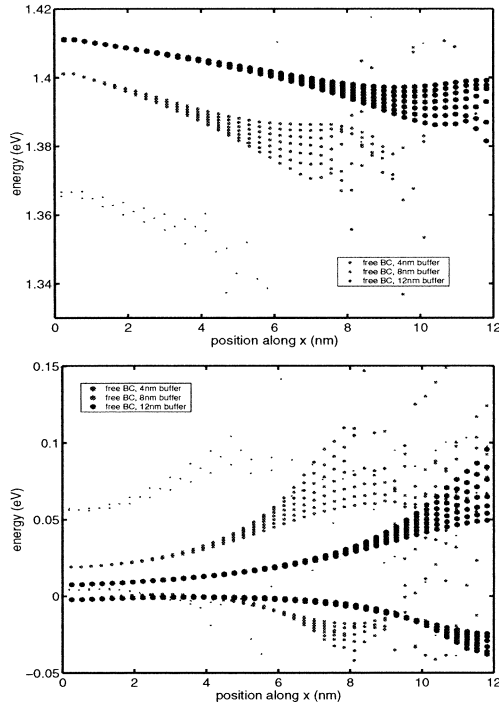 1.42
1.4
1.38
1.36
1.34
energy (eV)
0 2 4 6 8 10 12
position along x (nm)
free BC, 4nm buffer
free BC, 8nm buffer
free BC, 12nm buffer
0.15
0.1
0.05
0
−0.05
energy (eV)
free BC, 4nm buffer
free BC, 8nm buffer
free BC, 12nm buffer
0 2 4 6 8 10 12
position along x (nm)